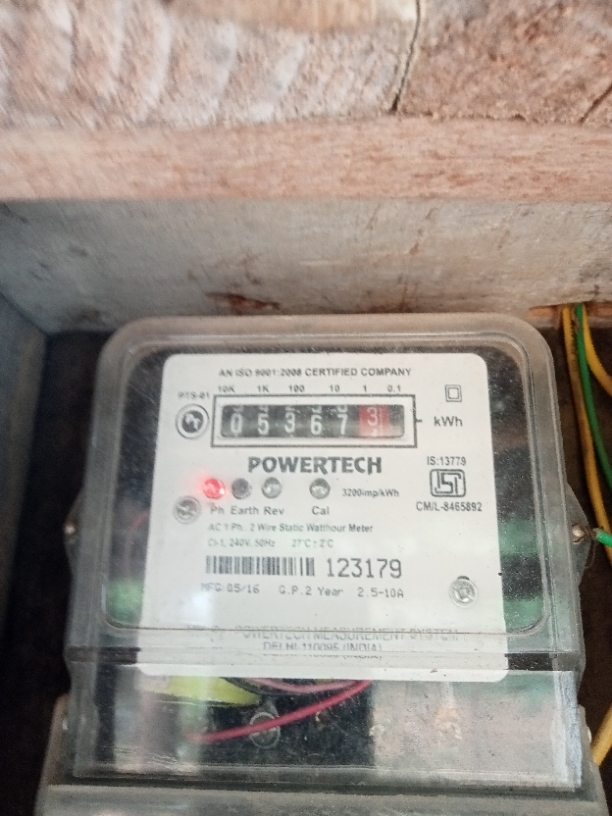 AN ISO 9001:2008 CERTIFIED COMPANY
PTS-01
10K 1K 100 10 1 0.1
0 5 3 6 7 3
kWh
POWERTECH
IS:13779
ISI
3200imp/kWh
CM/L-8465892
Ph Earth Rev Cal
AC 1 Ph. 2 Wire Static Watthour Meter
Cl-1, 240V, 50Hz 27°C ± 2°C
123179
MFG 05/16 G.P.2 Year 2.5-10A
POWERTECH MEASUREMENT SYSTEM
DELHI 110095 (INDIA)